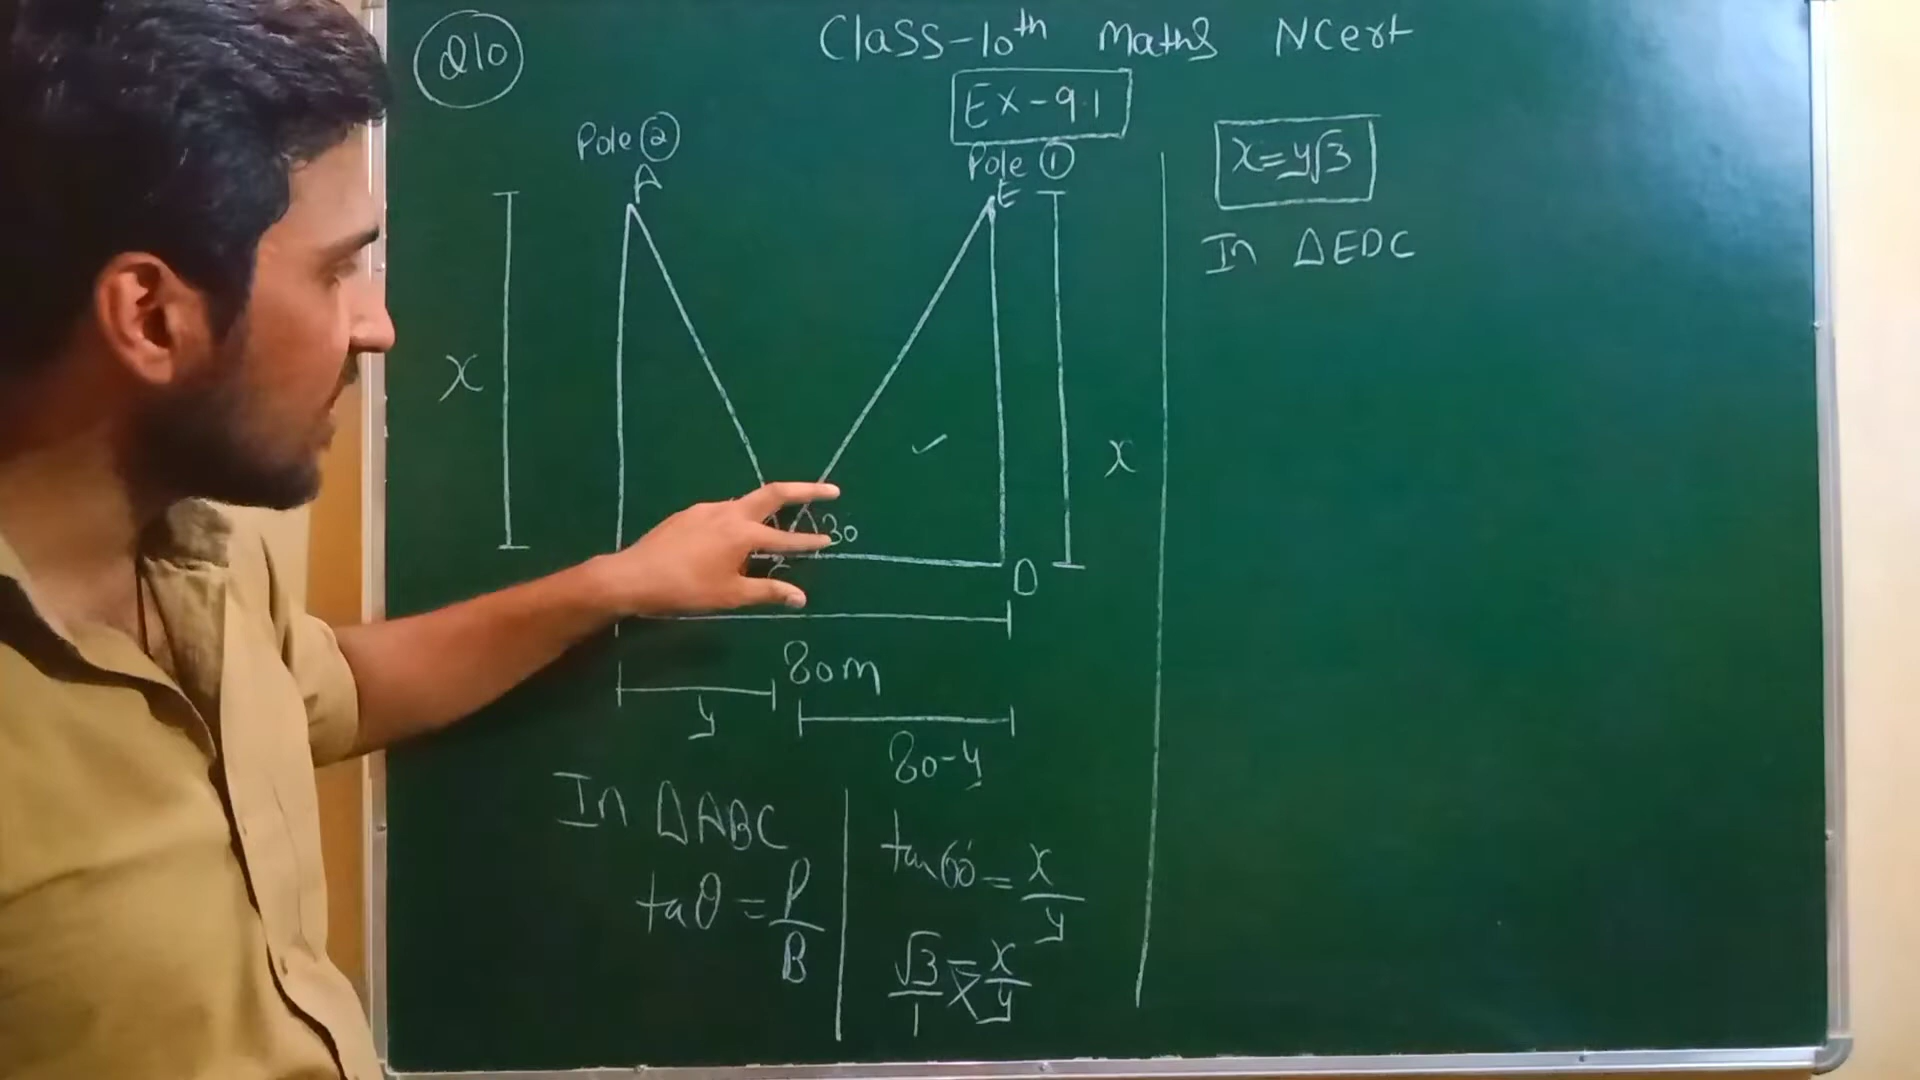 Q10
Class-10th Maths NCert
Ex-9.1
Pole 2
Pole 1
A
E
x
x
30
C
D
80m
y
80-y
In ΔABC
taθ = P/B
tan60° = x/y
√3/1 = x/y
x=y√3
In ΔEDC